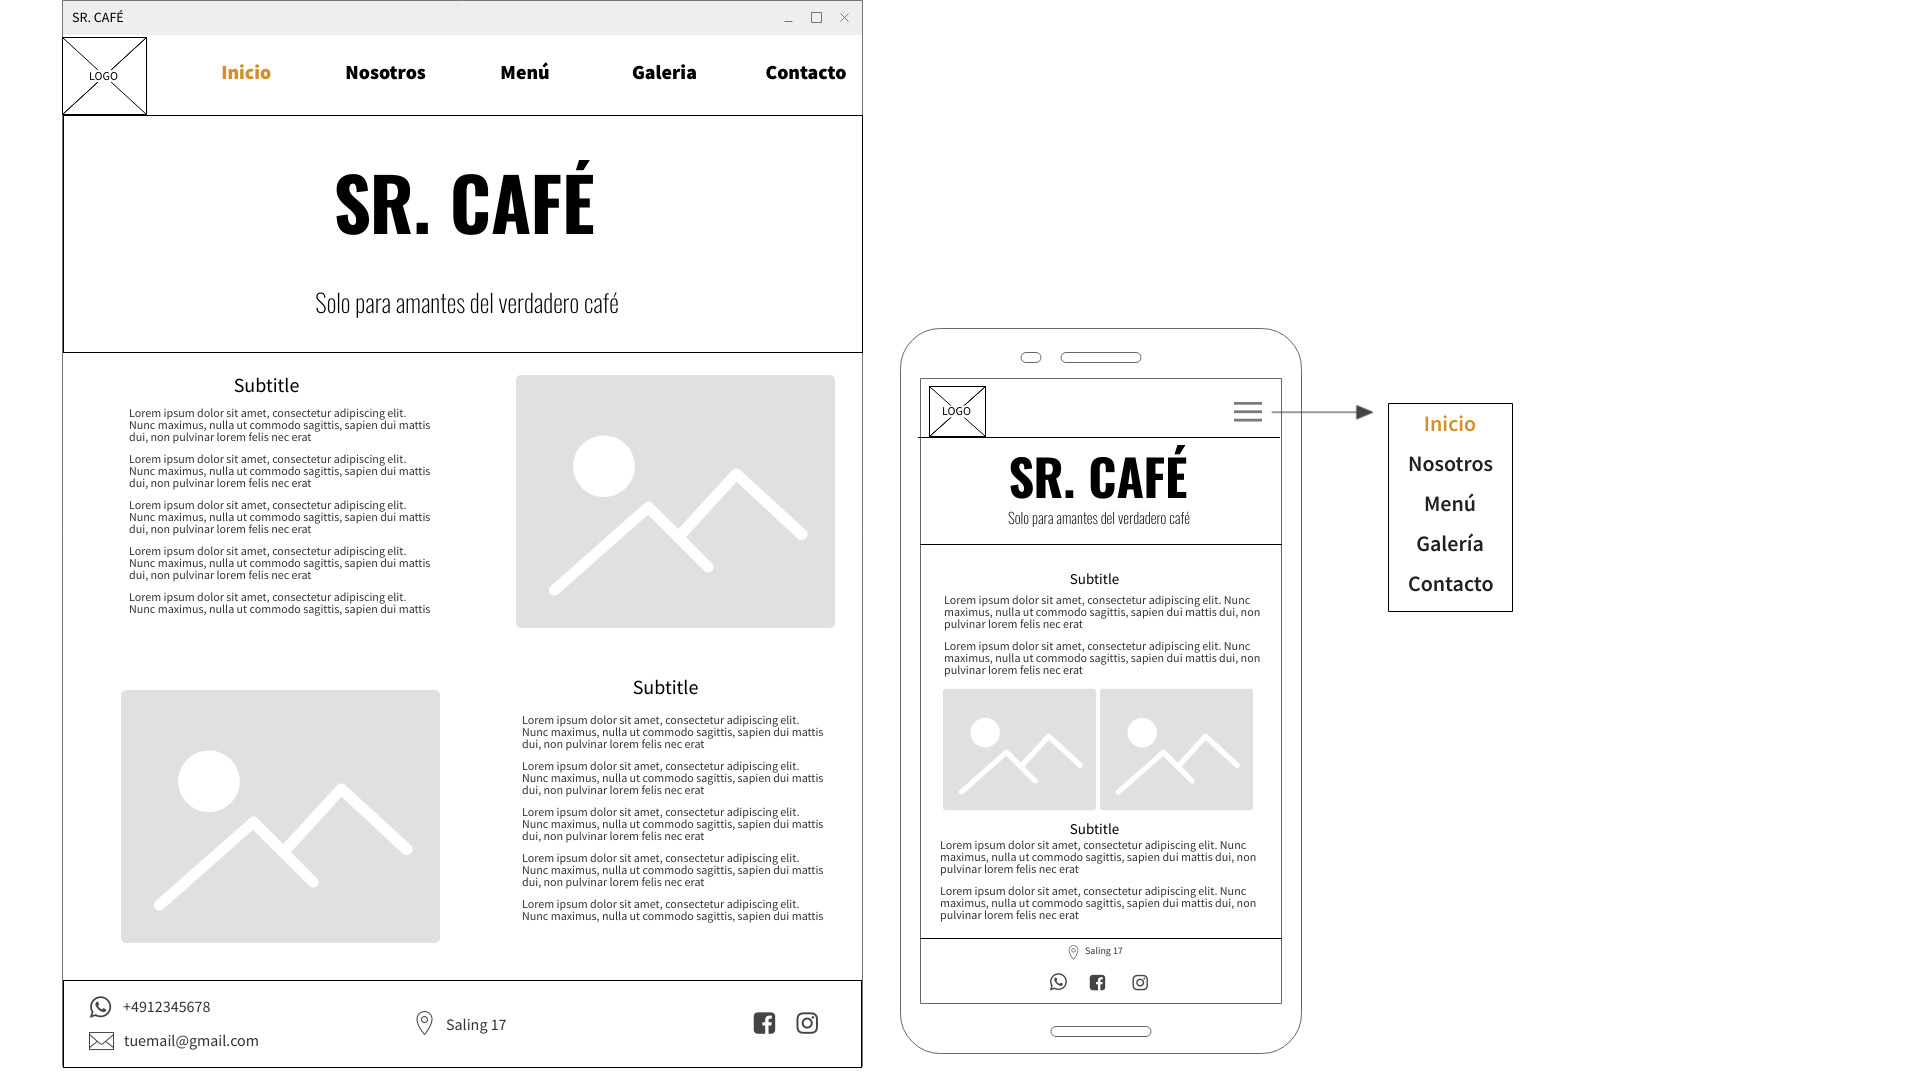 SR. CAFÉ
LOGO
Inicio
Nosotros
Menú
Galeria
Contacto
SR. CAFÉ
Solo para amantes del verdadero café
Subtitle
Lorem ipsum dolor sit amet, consectetur adipiscing elit.
Nunc maximus, nulla ut commodo sagittis, sapien dui mattis
dui, non pulvinar lorem felis nec erat
Lorem ipsum dolor sit amet, consectetur adipiscing elit.
Nunc maximus, nulla ut commodo sagittis, sapien dui mattis
dui, non pulvinar lorem felis nec erat
Lorem ipsum dolor sit amet, consectetur adipiscing elit.
Nunc maximus, nulla ut commodo sagittis, sapien dui mattis
dui, non pulvinar lorem felis nec erat
Lorem ipsum dolor sit amet, consectetur adipiscing elit.
Nunc maximus, nulla ut commodo sagittis, sapien dui mattis
dui, non pulvinar lorem felis nec erat
Lorem ipsum dolor sit amet, consectetur adipiscing elit.
Nunc maximus, nulla ut commodo sagittis, sapien dui mattis
Subtitle
Lorem ipsum dolor sit amet, consectetur adipiscing elit.
Nunc maximus, nulla ut commodo sagittis, sapien dui mattis
dui, non pulvinar lorem felis nec erat
Lorem ipsum dolor sit amet, consectetur adipiscing elit.
Nunc maximus, nulla ut commodo sagittis, sapien dui mattis
dui, non pulvinar lorem felis nec erat
Lorem ipsum dolor sit amet, consectetur adipiscing elit.
Nunc maximus, nulla ut commodo sagittis, sapien dui mattis
dui, non pulvinar lorem felis nec erat
Lorem ipsum dolor sit amet, consectetur adipiscing elit.
Nunc maximus, nulla ut commodo sagittis, sapien dui mattis
dui, non pulvinar lorem felis nec erat
Lorem ipsum dolor sit amet, consectetur adipiscing elit.
Nunc maximus, nulla ut commodo sagittis, sapien dui mattis
+4912345678
tuemail@gmail.com
Saling 17
LOGO
SR. CAFÉ
Solo para amantes del verdadero café
Subtitle
Lorem ipsum dolor sit amet, consectetur adipiscing elit. Nunc
maximus, nulla ut commodo sagittis, sapien dui mattis dui, non
pulvinar lorem felis nec erat
Lorem ipsum dolor sit amet, consectetur adipiscing elit. Nunc
maximus, nulla ut commodo sagittis, sapien dui mattis dui, non
pulvinar lorem felis nec erat
Subtitle
Lorem ipsum dolor sit amet, consectetur adipiscing elit. Nunc
maximus, nulla ut commodo sagittis, sapien dui mattis dui, non
pulvinar lorem felis nec erat
Lorem ipsum dolor sit amet, consectetur adipiscing elit. Nunc
maximus, nulla ut commodo sagittis, sapien dui mattis dui, non
pulvinar lorem felis nec erat
Saling 17
Inicio
Nosotros
Menú
Galería
Contacto